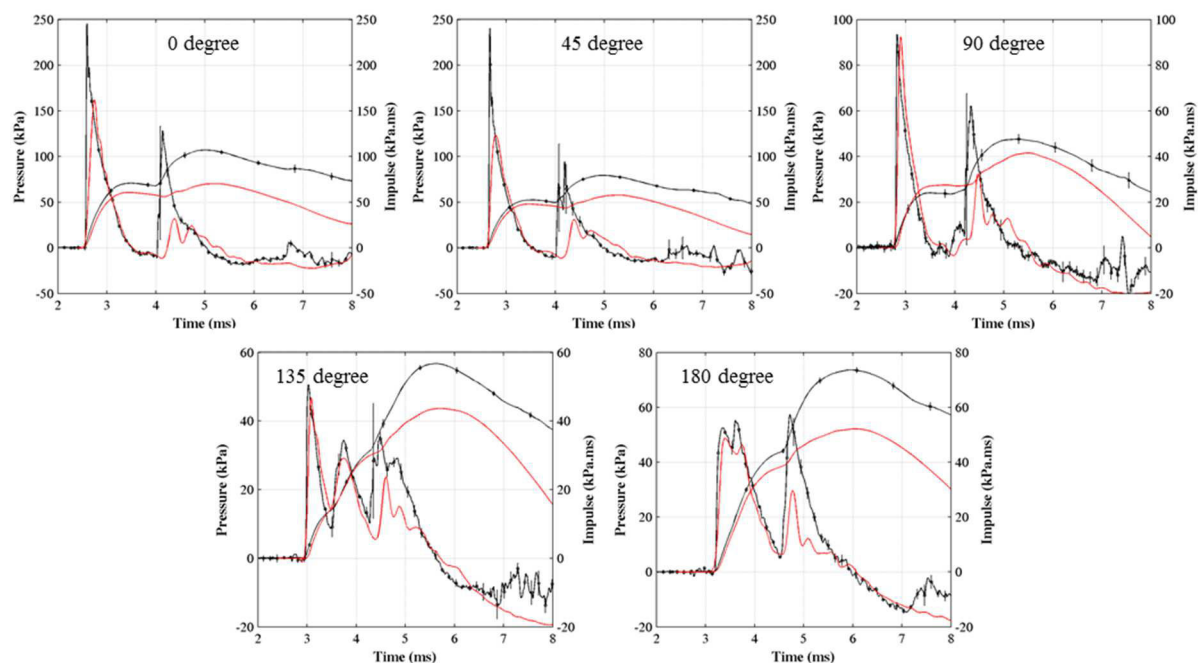 0 degree
250
200
150
100
50
0
-50
Pressure (kPa)
250
200
150
100
50
0
-50
Impulse (kPa.ms)
2 3 4 5 6 7 8
Time (ms)
45 degree
250
200
150
100
50
0
-50
Pressure (kPa)
250
200
150
100
50
0
-50
Impulse (kPa.ms)
2 3 4 5 6 7 8
Time (ms)
90 degree
100
80
60
40
20
0
-20
Pressure (kPa)
100
80
60
40
20
0
-20
Impulse (kPa.ms)
2 3 4 5 6 7 8
Time (ms)
135 degree
60
40
20
0
-20
Pressure (kPa)
60
40
20
0
-20
Impulse (kPa.ms)
2 3 4 5 6 7 8
Time (ms)
180 degree
80
60
40
20
0
-20
Pressure (kPa)
80
60
40
20
0
-20
Impulse (kPa.ms)
2 3 4 5 6 7 8
Time (ms)